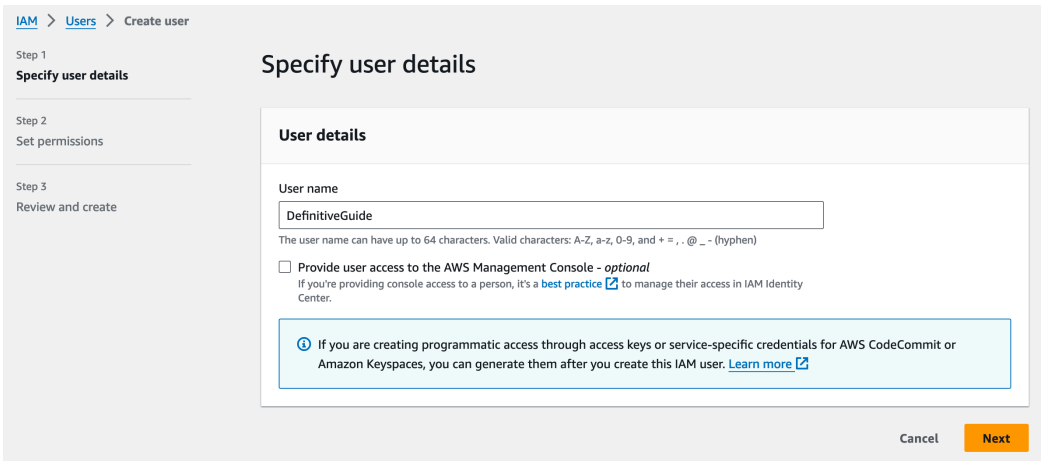 IAM > Users > Create user
Step 1
Specify user details
Step 2
Set permissions
Step 3
Review and create
Specify user details
User details
User name
DefinitiveGuide
The user name can have up to 64 characters. Valid characters: A-Z, a-z, 0-9, and + = , . @ _ - (hyphen)
Provide user access to the AWS Management Console - optional
If you're providing console access to a person, it's a best practice to manage their access in IAM Identity
Center.
If you are creating programmatic access through access keys or service-specific credentials for AWS CodeCommit or
Amazon Keyspaces, you can generate them after you create this IAM user. Learn more
Cancel
Next